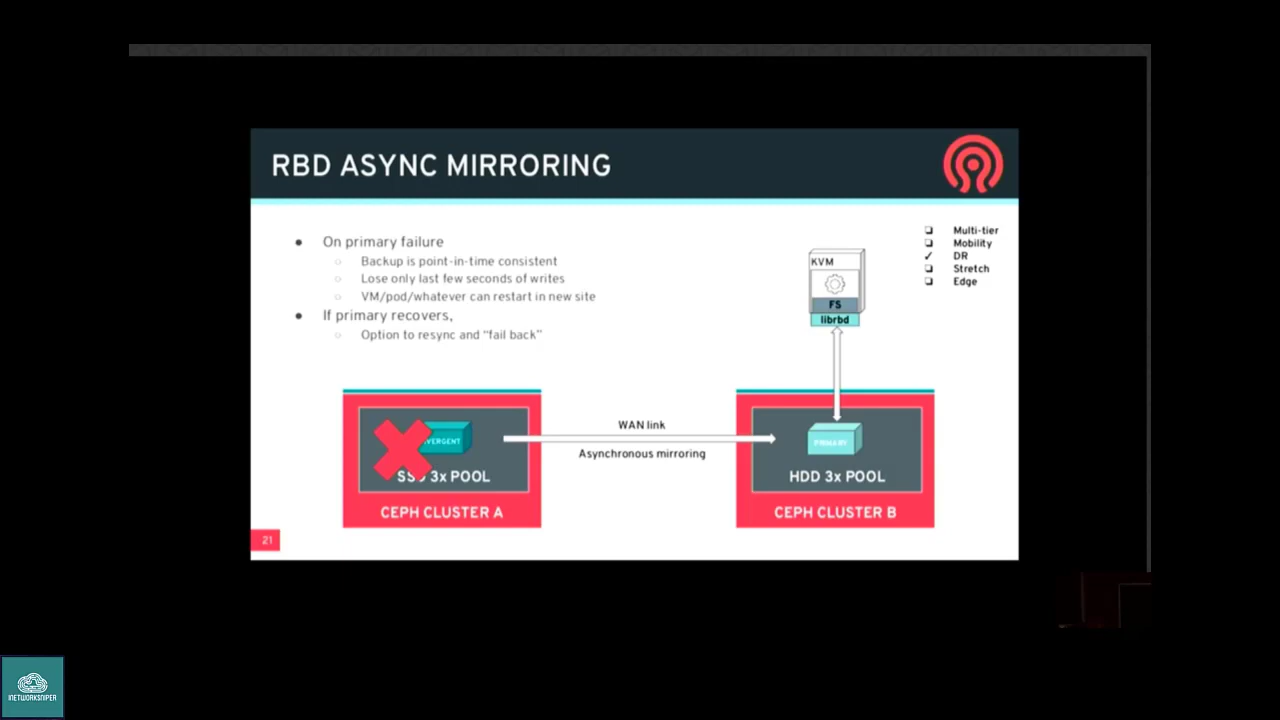 RBD ASYNC MIRRORING
● On primary failure
○ Backup is point-in-time consistent
○ Lose only last few seconds of writes
○ VM/pod/whatever can restart in new site
● If primary recovers,
○ Option to resync and “fail back”
❑ Multi-tier
❑ Mobility
✓ DR
❑ Stretch
❑ Edge
KVM
FS
librbd
VERGENT
3x POOL
CEPH CLUSTER A
WAN link
Asynchronous mirroring
PRIMARY
HDD 3x POOL
CEPH CLUSTER B
21
INETWORKSNIPER